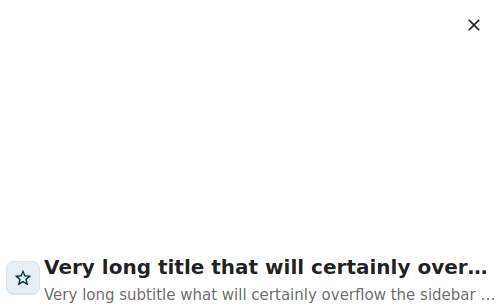 Very long title that will certainly over...
Very long subtitle what will certainly overflow the sidebar ...